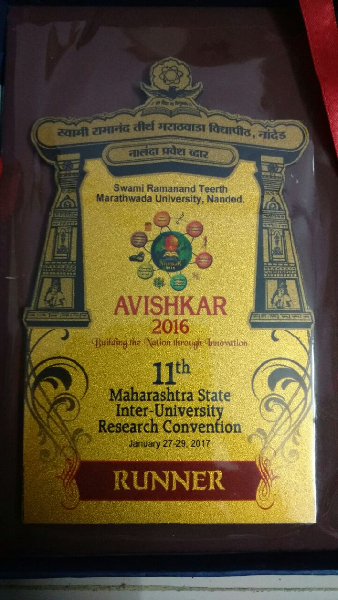 स्वामी रामानंद तीर्थ मराठवाडा विद्यापीठ, नांदेड
नालंदा प्रवेश व्दार
Swami Ramanand Teerth
Marathwada University, Nanded.
AVISHKAR
2016
Building the Nation through Innovation
11th
Maharashtra State
Inter-University
Research Convention
January 27-29, 2017
RUNNER